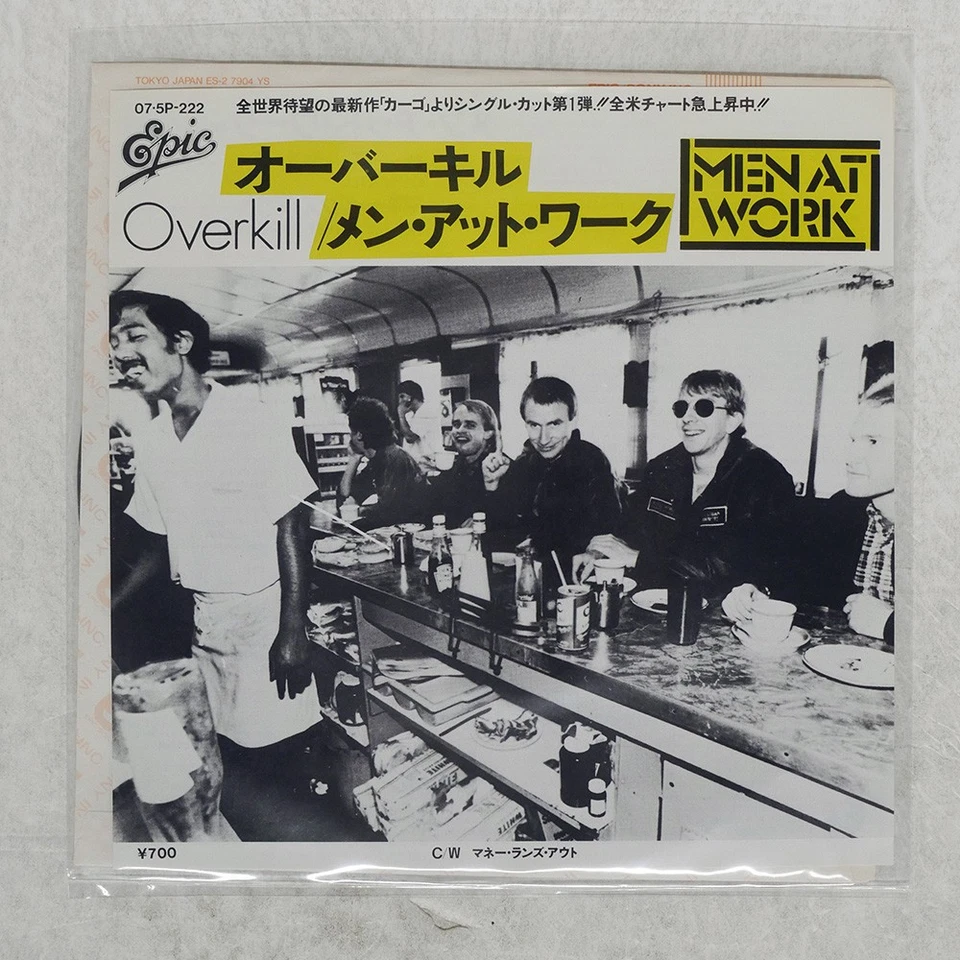 TOKYO JAPAN ES-2 7904 YS
07·5P-222
全世界待望の最新作「カーゴ」よりシングル・カット第1弾!!全米チャート急上昇中!!
Epic
オーバーキル
Overkill
/メン・アット・ワーク
MEN AT
WORK
¥700
C/W マネー・ランズ・アウト